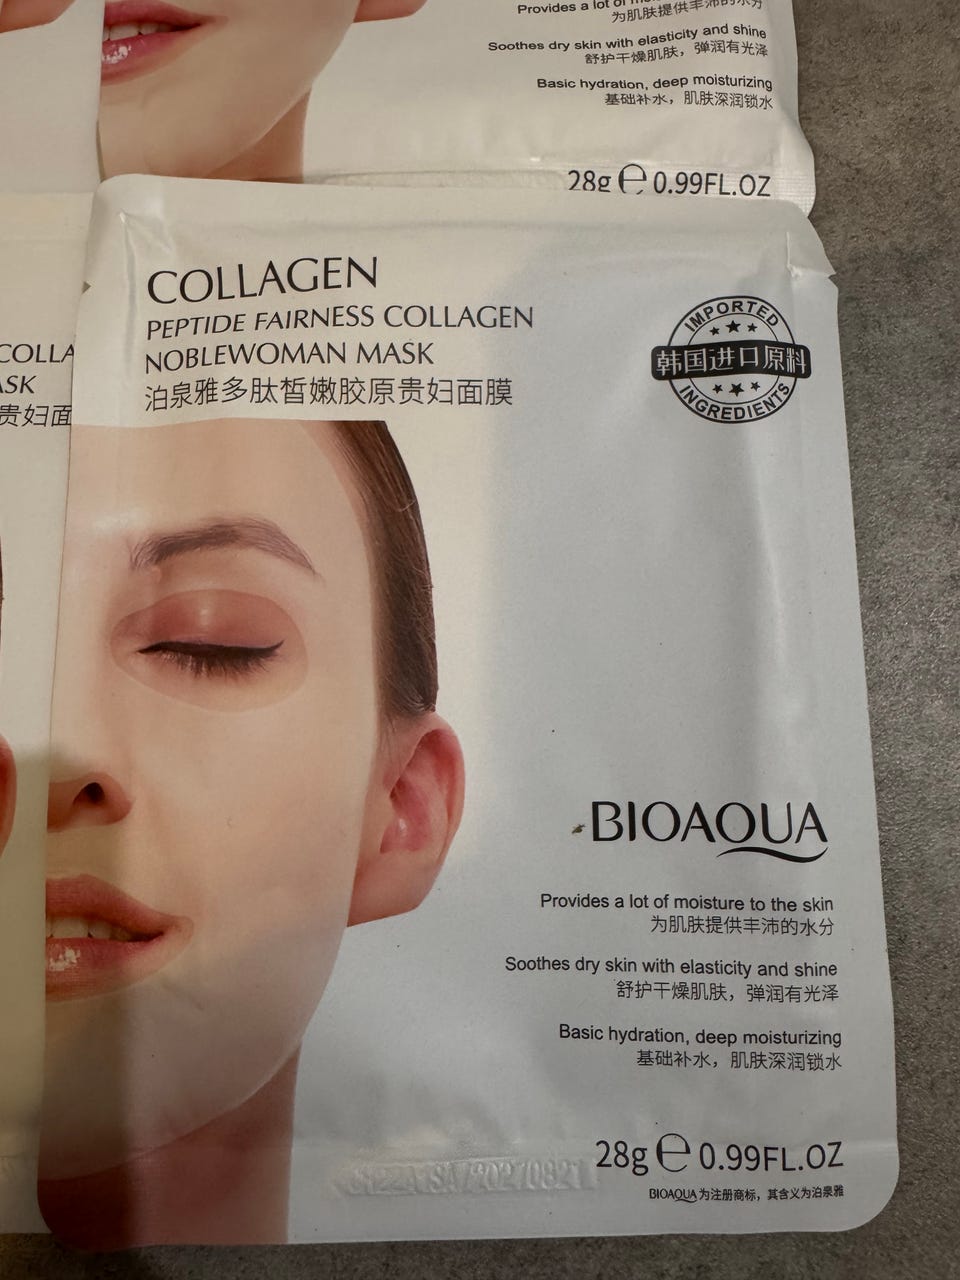 Provides a lot of
为肌肤提供丰沛的水分
Soothes dry skin with elasticity and shine
舒护干燥肌肤，弹润有光泽
Basic hydration, deep moisturizing
基础补水，肌肤深润锁水
28g e 0.99FL.OZ
COLLAGEN
PEPTIDE FAIRNESS COLLAGEN
NOBLEWOMAN MASK
泊泉雅多肽皙嫩胶原贵妇面膜
IMPORTED
韩国进口原料
INGREDIENTS
COLLA
ASK
贵妇面
BIOAQUA
Provides a lot of moisture to the skin
为肌肤提供丰沛的水分
Soothes dry skin with elasticity and shine
舒护干燥肌肤，弹润有光泽
Basic hydration, deep moisturizing
基础补水，肌肤深润锁水
28g e 0.99FL.OZ
BIOAQUA为注册商标，其含义为泊泉雅